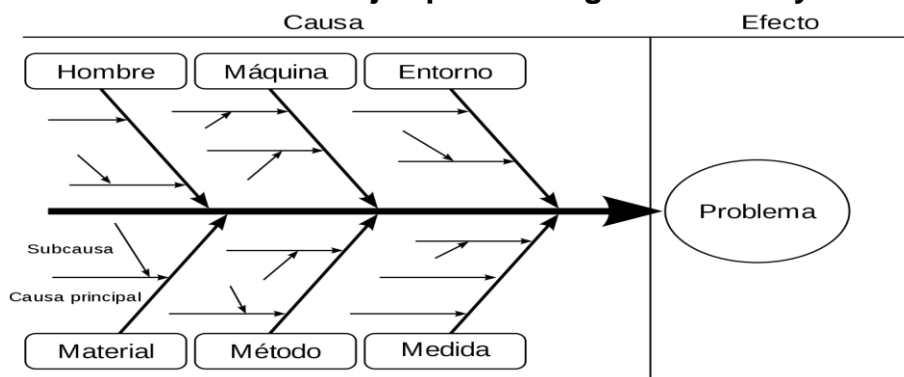 Causa
Efecto
Hombre
Máquina
Entorno
Problema
Subcausa
Causa principal
Material
Método
Medida